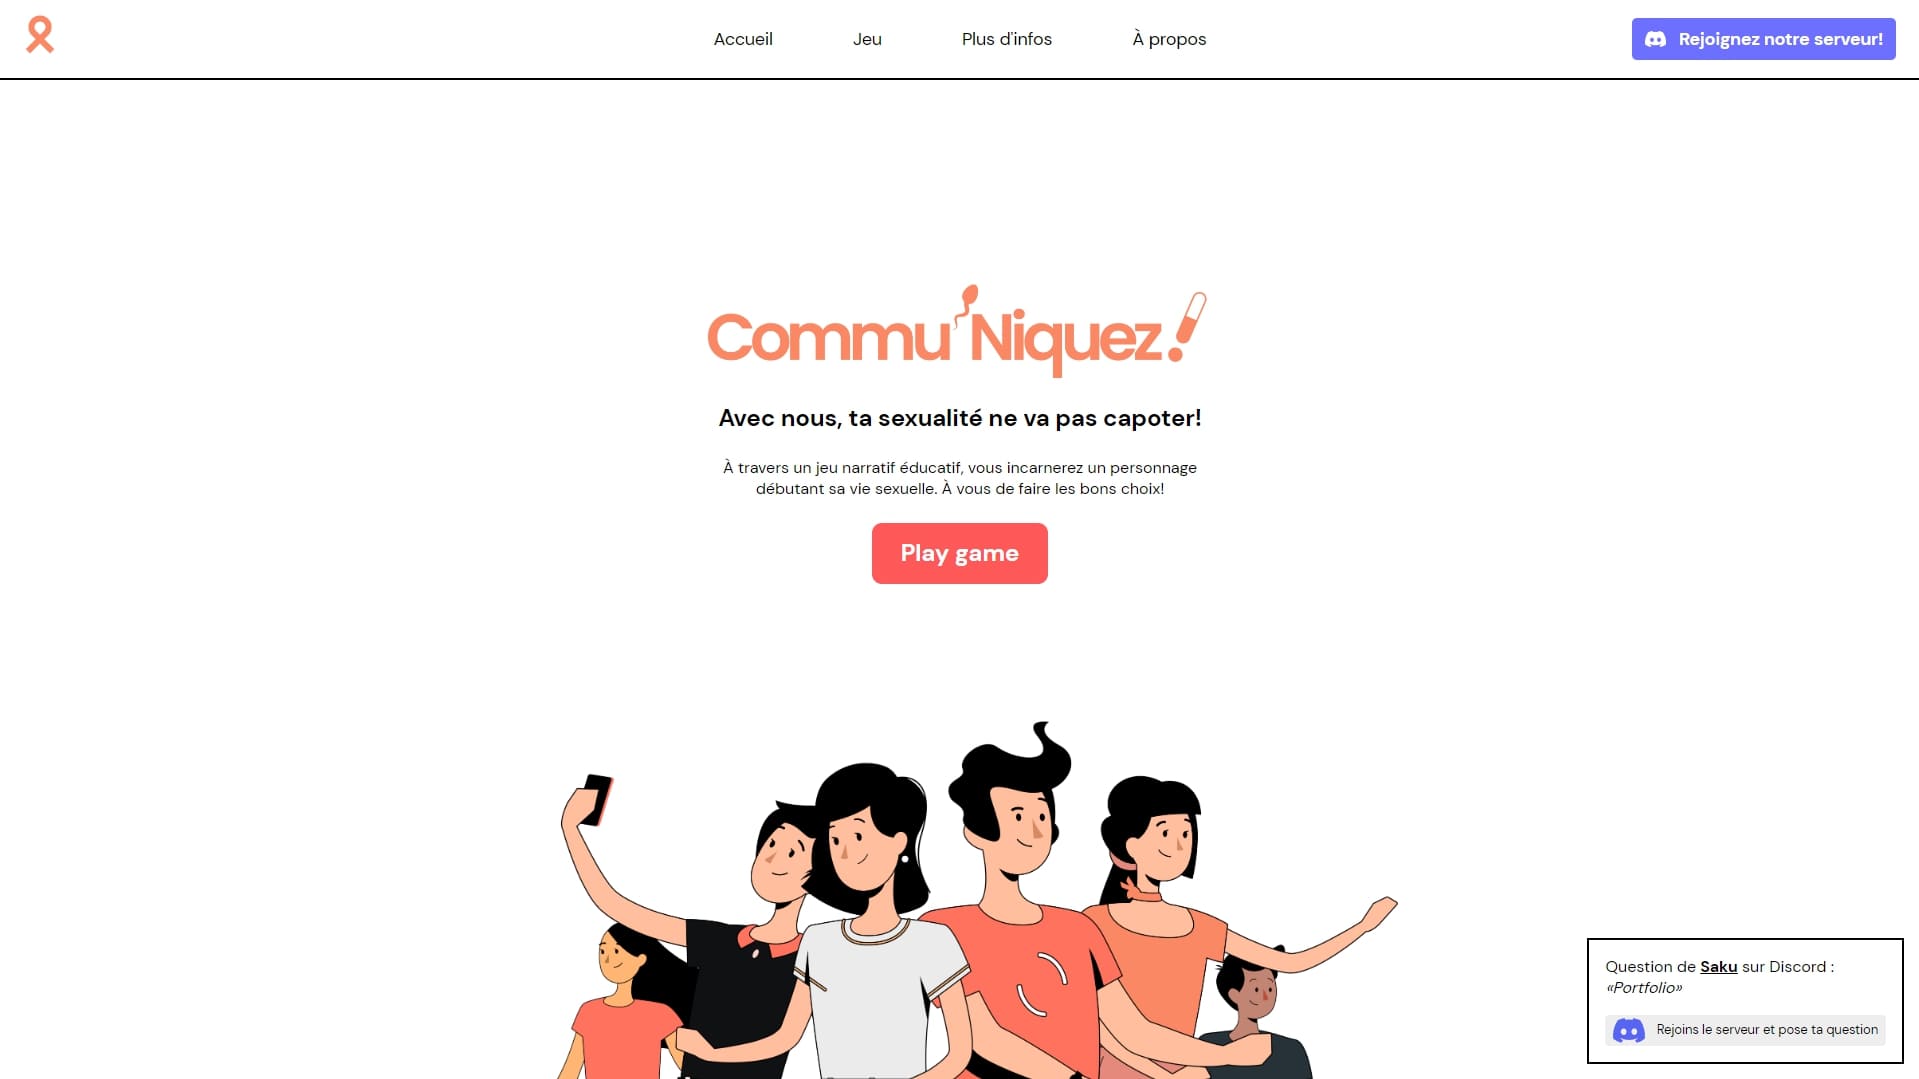 Accueil
Jeu
Plus d'infos
À propos
Rejoignez notre serveur!
Commu'Niquez!
Avec nous, ta sexualité ne va pas capoter!
À travers un jeu narratif éducatif, vous incarnerez un personnage
débutant sa vie sexuelle. À vous de faire les bons choix!
Play game
Question de Saku sur Discord :
«Portfolio»
Rejoins le serveur et pose ta question